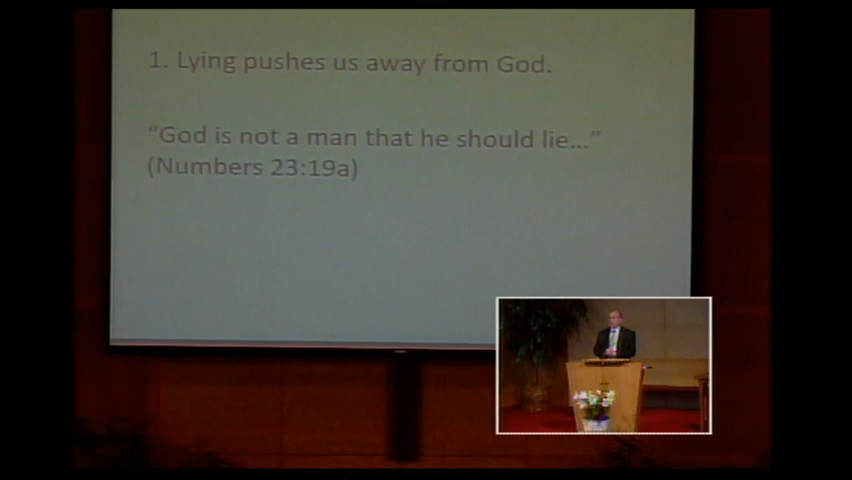 1. Lying pushes us away from God.
“God is not a man that he should lie...”
(Numbers 23:19a)